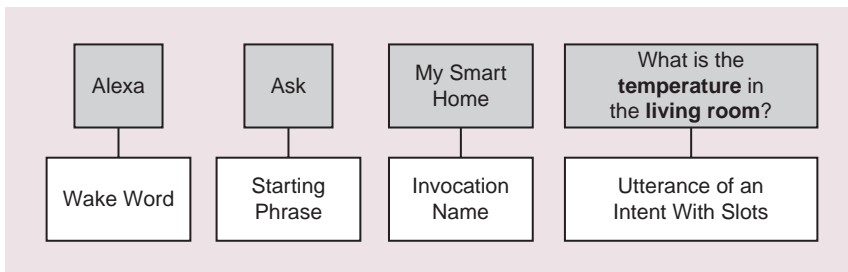 Alexa
Ask
My Smart
Home
What is the
temperature in
the living room?
Wake Word
Starting
Phrase
Invocation
Name
Utterance of an
Intent With Slots